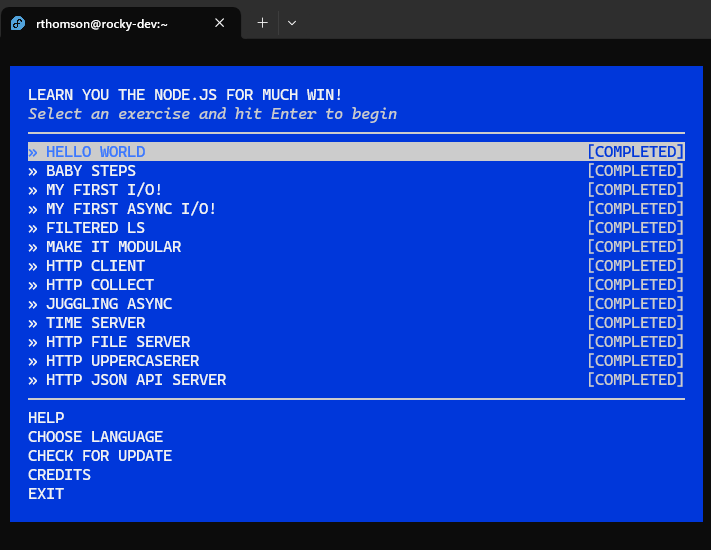 rthomson@rocky-dev:~
LEARN YOU THE NODE.JS FOR MUCH WIN!
Select an exercise and hit Enter to begin
» HELLO WORLD [COMPLETED]
» BABY STEPS [COMPLETED]
» MY FIRST I/O! [COMPLETED]
» MY FIRST ASYNC I/O! [COMPLETED]
» FILTERED LS [COMPLETED]
» MAKE IT MODULAR [COMPLETED]
» HTTP CLIENT [COMPLETED]
» HTTP COLLECT [COMPLETED]
» JUGGLING ASYNC [COMPLETED]
» TIME SERVER [COMPLETED]
» HTTP FILE SERVER [COMPLETED]
» HTTP UPPERCASERER [COMPLETED]
» HTTP JSON API SERVER [COMPLETED]
HELP
CHOOSE LANGUAGE
CHECK FOR UPDATE
CREDITS
EXIT